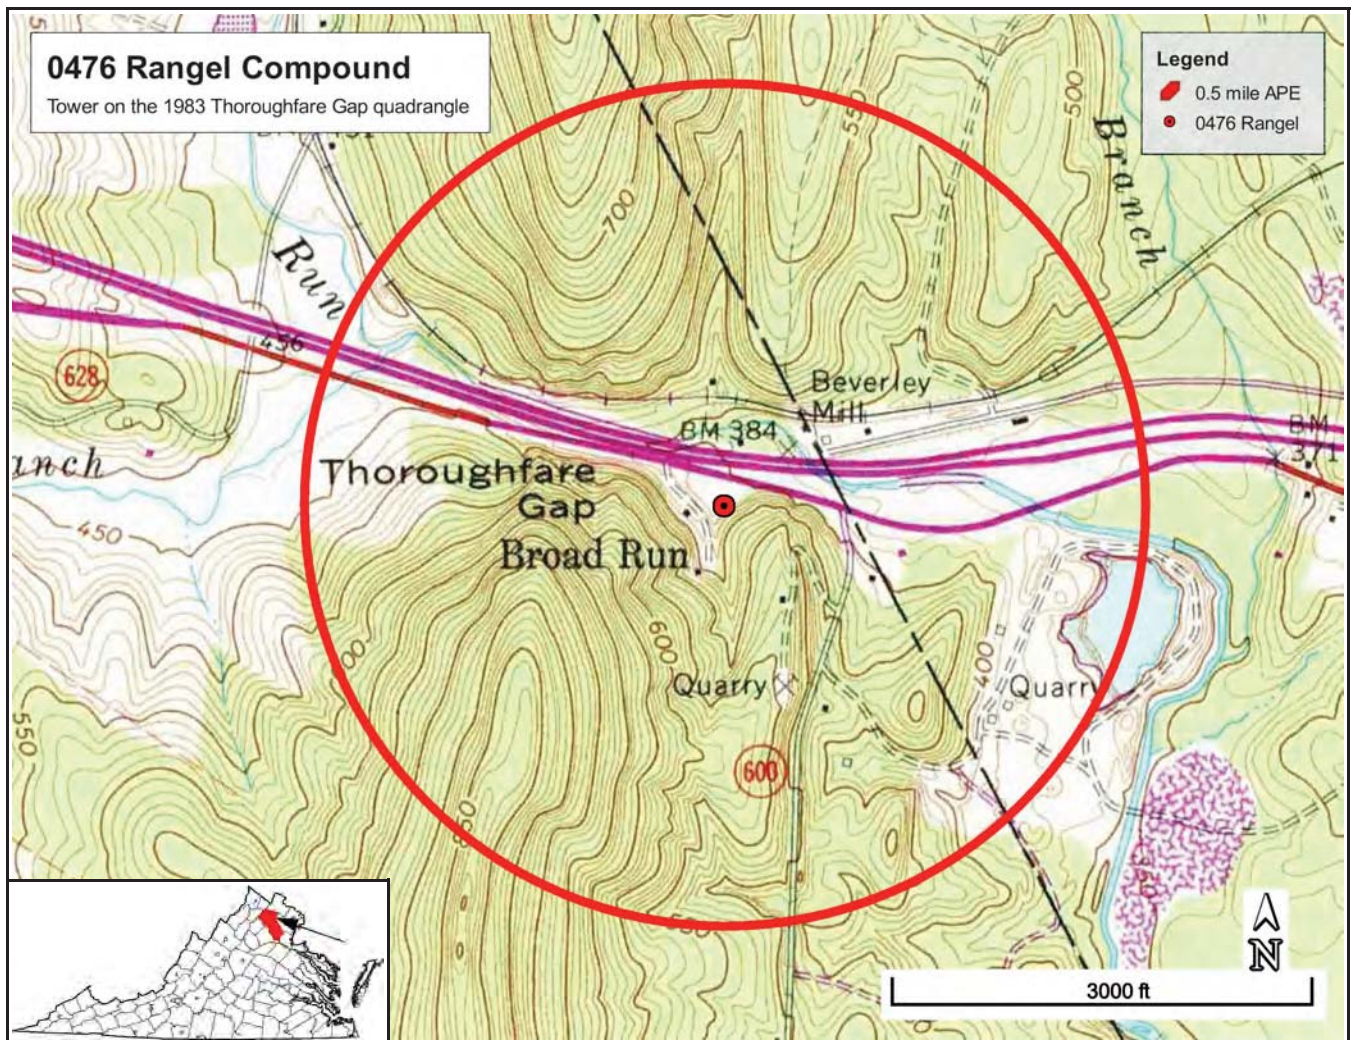 0476 Rangel Compound
Tower on the 1983 Thoroughfare Gap quadrangle
Legend
0.5 mile APE
0476 Rangel
500
550
Branch
700
Run
456
628
Beverley
Mill
BM 384
BM
371
anch
Thoroughfare
Gap
Broad Run
450
600
400
Quarry
Quarry
550
600
N
3000 ft